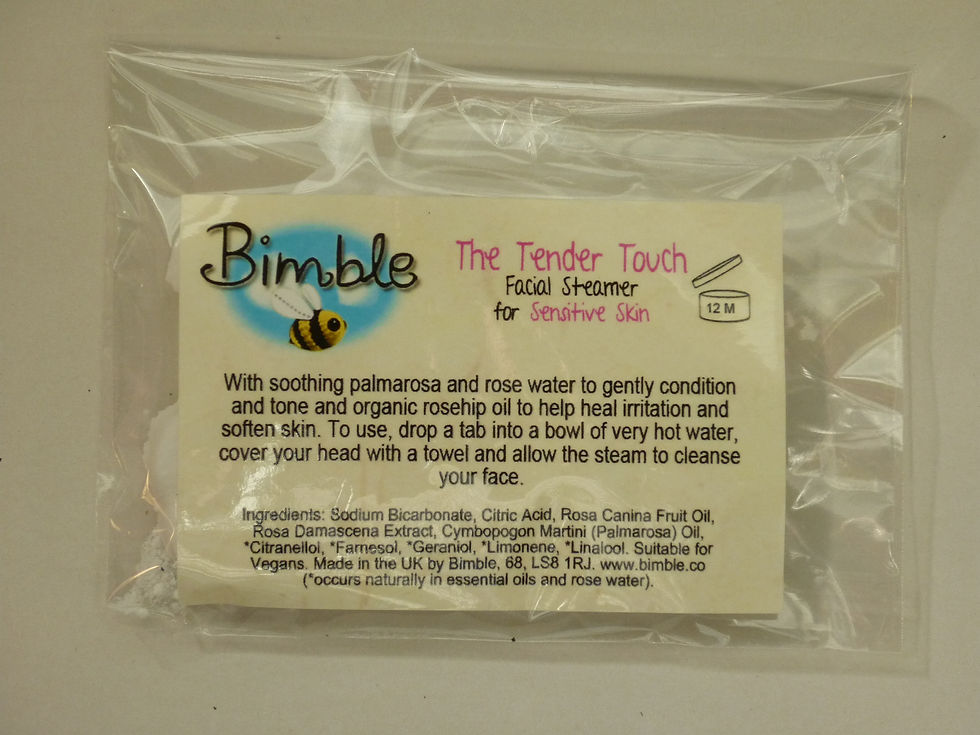 Bimble
The Tender Touch
Facial Steamer
for Sensitive Skin
12 M
With soothing palmarosa and rose water to gently condition
and tone and organic rosehip oil to help heal irritation and
soften skin. To use, drop a tab into a bowl of very hot water,
cover your head with a towel and allow the steam to cleanse
your face.
Ingredients: Sodium Bicarbonate, Citric Acid, Rosa Canina Fruit Oil,
Rosa Damascena Extract, Cymbopogon Martini (Palmarosa) Oil,
*Citranellol, *Farnesol, *Geraniol, *Limonene, *Linalool. Suitable for
Vegans. Made in the UK by Bimble, 68, LS8 1RJ. www.bimble.co
(*occurs naturally in essential oils and rose water).